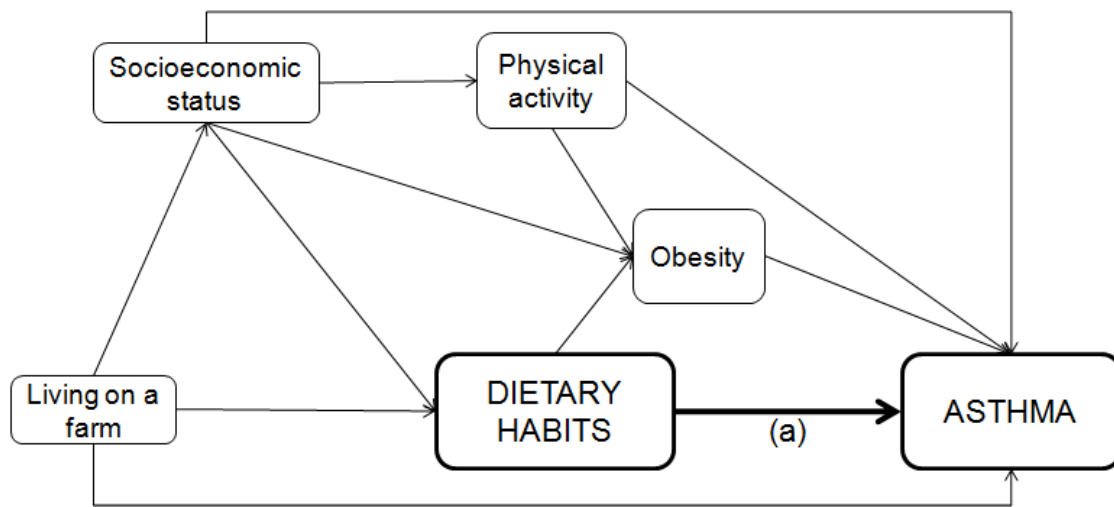 Socioeconomic
status
Physical
activity
Obesity
Living on a
farm
DIETARY
HABITS
(a)
ASTHMA